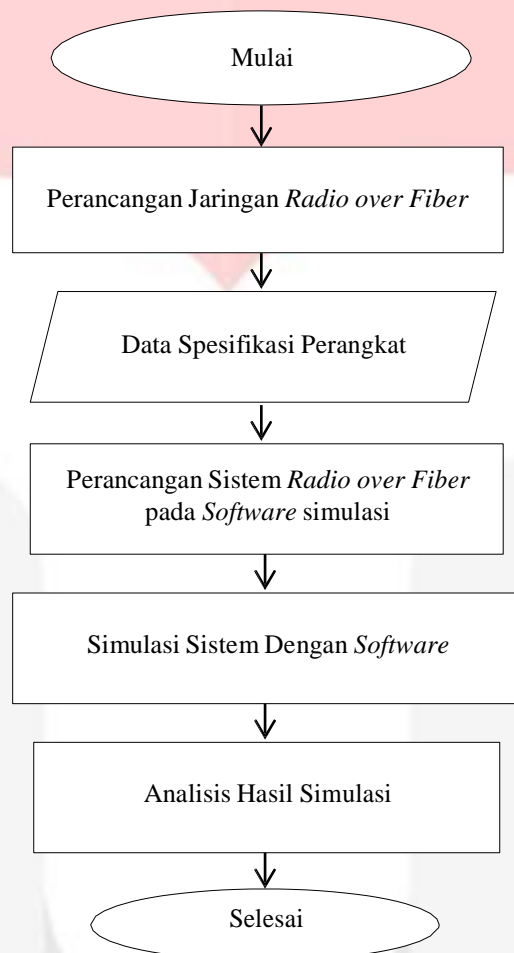 Mulai
Perancangan Jaringan Radio over Fiber
Data Spesifikasi Perangkat
Perancangan Sistem Radio over Fiber
pada Software simulasi
Simulasi Sistem Dengan Software
Analisis Hasil Simulasi
Selesai